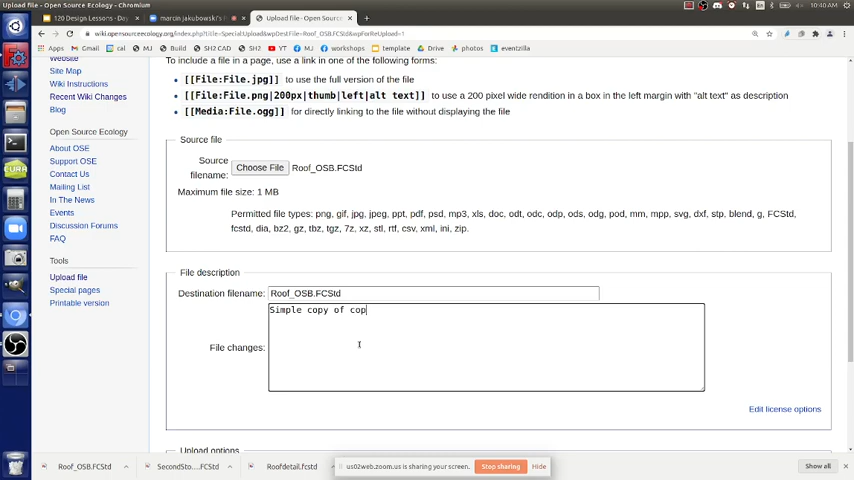 Upload file - Open Source Ecology - Chromium
10:40 AM
120 Design Lessons - Day
marcin jakubowski's
Upload file - Open Source
wiki.opensourceecology.org/index.php?title=Special:Upload&wpDestFile=Roof_OSB.FCStd&wpForReUpload=1
Apps Gmail cal MJ Build SH2 CAD SH2 YT MJ workshops template Drive photos eventzilla
Website
Site Map
Wiki Instructions
Recent Wiki Changes
Blog
Open Source Ecology
About OSE
Support OSE
Contact Us
Mailing List
In The News
Events
Discussion Forums
FAQ
Tools
Upload file
Special pages
Printable version
To include a file in a page, use a link in one of the following forms:
[[File:File.jpg]] to use the full version of the file
[[File:File.png|200px|thumb|left|alt text]] to use a 200 pixel wide rendition in a box in the left margin with "alt text" as description
[[Media:File.ogg]] for directly linking to the file without displaying the file
Source file
Source filename: Choose File Roof_OSB.FCStd
Maximum file size: 1 MB
Permitted file types: png, gif, jpg, jpeg, ppt, pdf, psd, mp3, xls, doc, odt, odc, odp, ods, odg, pod, mm, mpp, svg, dxf, stp, blend, g, FCStd,
fcstd, dia, bz2, gz, tbz, tgz, 7z, xz, stl, rtf, csv, xml, ini, zip.
File description
Destination filename: Roof_OSB.FCStd
Simple copy of cop
File changes:
Edit license options
Upload options
Roof_OSB.FCStd
SecondSto....FCStd
Roofdetail.fcstd
us02web.zoom.us is sharing your screen. Stop sharing Hide
Show all